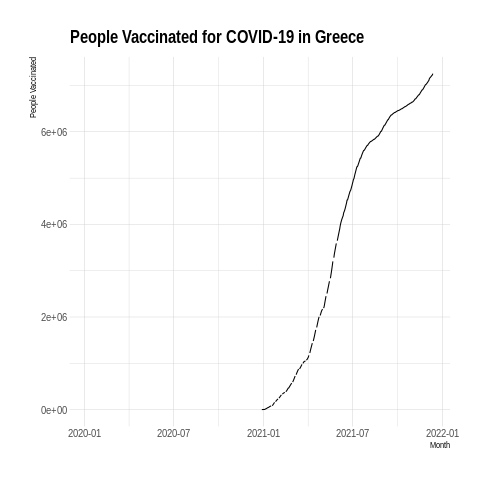 People Vaccinated for COVID-19 in Greece
People Vaccinated
6e+06
4e+06
2e+06
0e+00
2020-01 2020-07 2021-01 2021-07 2022-01
Month